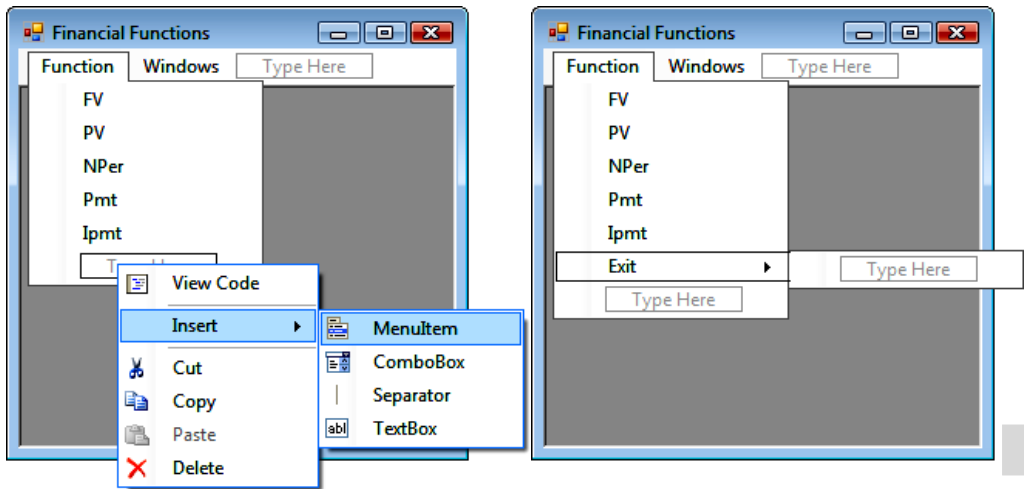 Financial Functions
Function Windows Type Here
FV
PV
NPer
Pmt
Ipmt
View Code
Insert
Cut
Copy
Paste
Delete
MenuItem
ComboBox
Separator
abl TextBox
Financial Functions
Function Windows Type Here
FV
PV
NPer
Pmt
Ipmt
Exit
Type Here
Type Here